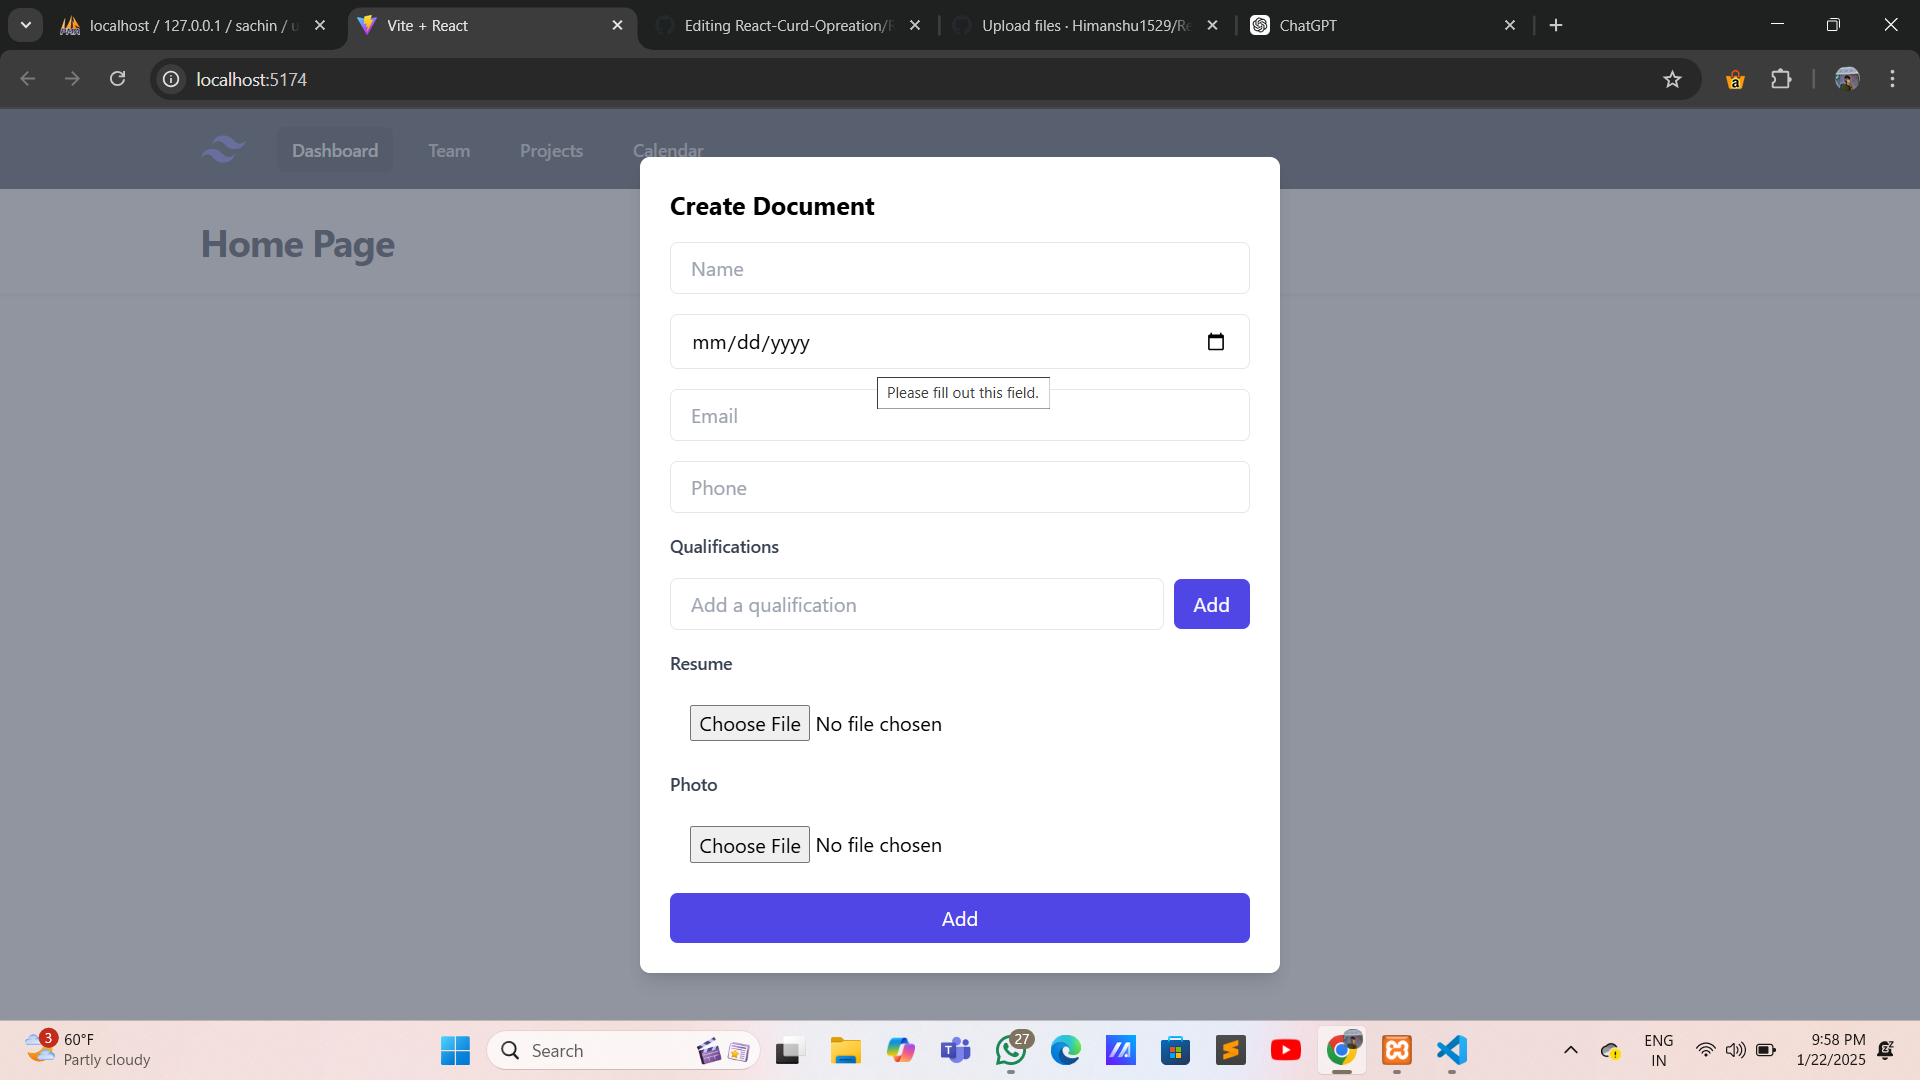 localhost / 127.0.0.1 / sachin / u
Vite + React
Editing React-Curd-Opreation/R
Upload files · Himanshu1529/Re
ChatGPT
localhost:5174
Dashboard
Team
Projects
Calendar
Home Page
Create Document
Name
mm/dd/yyyy
Please fill out this field.
Email
Phone
Qualifications
Add a qualification
Add
Resume
Choose File No file chosen
Photo
Choose File No file chosen
Add
3
60°F
Partly cloudy
Search
27
ENG
IN
9:58 PM
1/22/2025